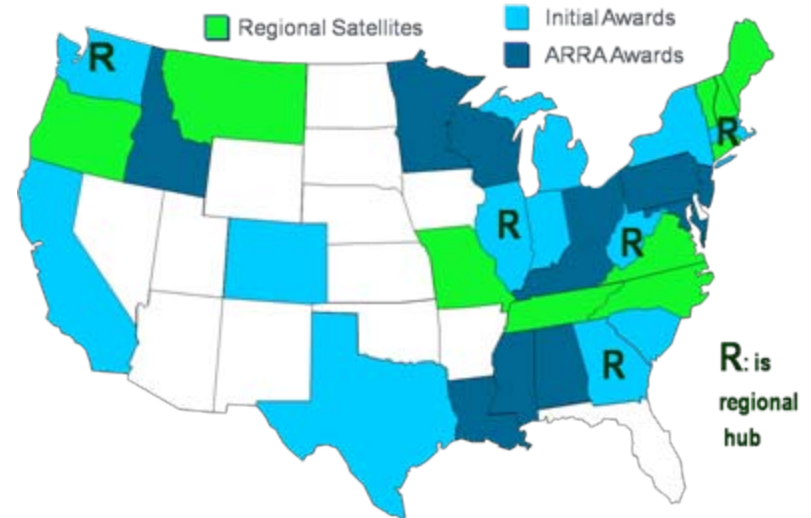 Regional Satellites
Initial Awards
ARRA Awards
R
R
R
R
R
R: is
regional
hub